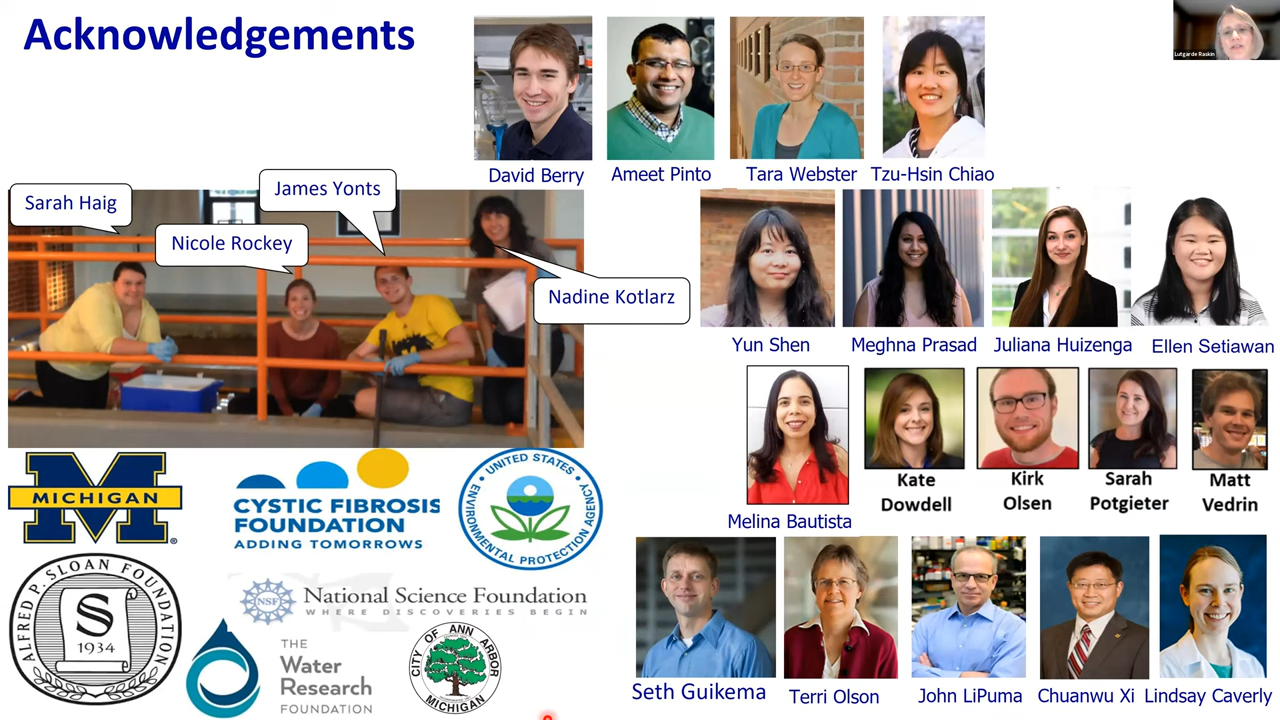 Acknowledgements
Lutgarde Raskin
David Berry
Ameet Pinto
Tara Webster
Tzu-Hsin Chiao
Sarah Haig
James Yonts
Nicole Rockey
Nadine Kotlarz
Yun Shen
Meghna Prasad
Juliana Huizenga
Ellen Setiawan
Melina Bautista
Kate
Dowdell
Kirk
Olsen
Sarah
Potgieter
Matt
Vedrin
MICHIGAN
CYSTIC FIBROSIS
FOUNDATION
ADDING TOMORROWS
UNITED STATES
ENVIRONMENTAL PROTECTION AGENCY
ALFRED P. SLOAN FOUNDATION
S
1934
NSF
National Science Foundation
WHERE DISCOVERIES BEGIN
THE
Water
Research
FOUNDATION
CITY OF ANN ARBOR
MICHIGAN
Seth Guikema
Terri Olson
John LiPuma
Chuanwu Xi
Lindsay Caverly